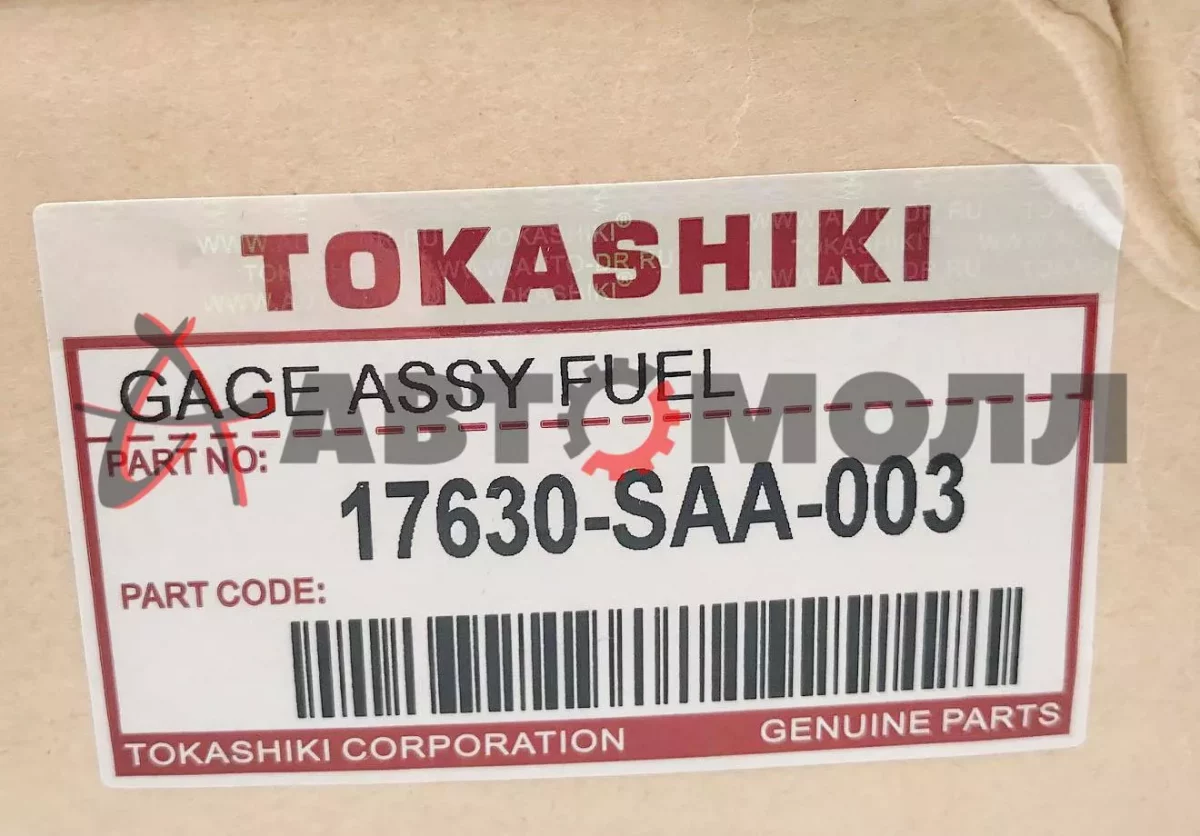 TOKASHIKI
GAGE ASSY FUEL
АВТОМОЛЛ
PART NO:
17630-SAA-003
PART CODE:
TOKASHIKI CORPORATION
GENUINE PARTS